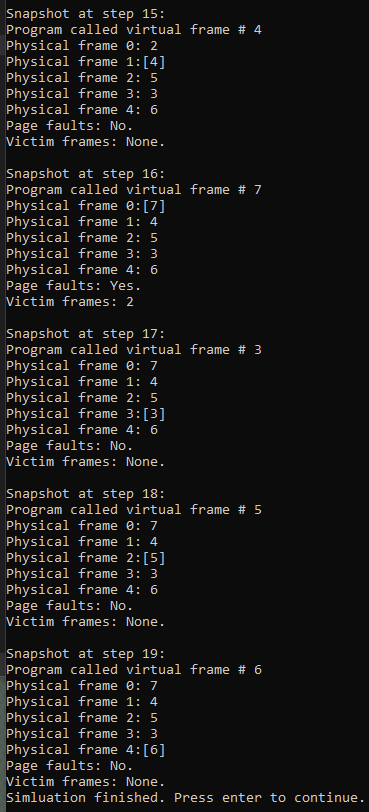 Snapshot at step 15:
Program called virtual frame # 4
Physical frame 0: 2
Physical frame 1:[4]
Physical frame 2: 5
Physical frame 3: 3
Physical frame 4: 6
Page faults: No.
Victim frames: None.

Snapshot at step 16:
Program called virtual frame # 7
Physical frame 0:[7]
Physical frame 1: 4
Physical frame 2: 5
Physical frame 3: 3
Physical frame 4: 6
Page faults: Yes.
Victim frames: 2

Snapshot at step 17:
Program called virtual frame # 3
Physical frame 0: 7
Physical frame 1: 4
Physical frame 2: 5
Physical frame 3:[3]
Physical frame 4: 6
Page faults: No.
Victim frames: None.

Snapshot at step 18:
Program called virtual frame # 5
Physical frame 0: 7
Physical frame 1: 4
Physical frame 2:[5]
Physical frame 3: 3
Physical frame 4: 6
Page faults: No.
Victim frames: None.

Snapshot at step 19:
Program called virtual frame # 6
Physical frame 0: 7
Physical frame 1: 4
Physical frame 2: 5
Physical frame 3: 3
Physical frame 4:[6]
Page faults: No.
Victim frames: None.
Simluation finished. Press enter to continue.